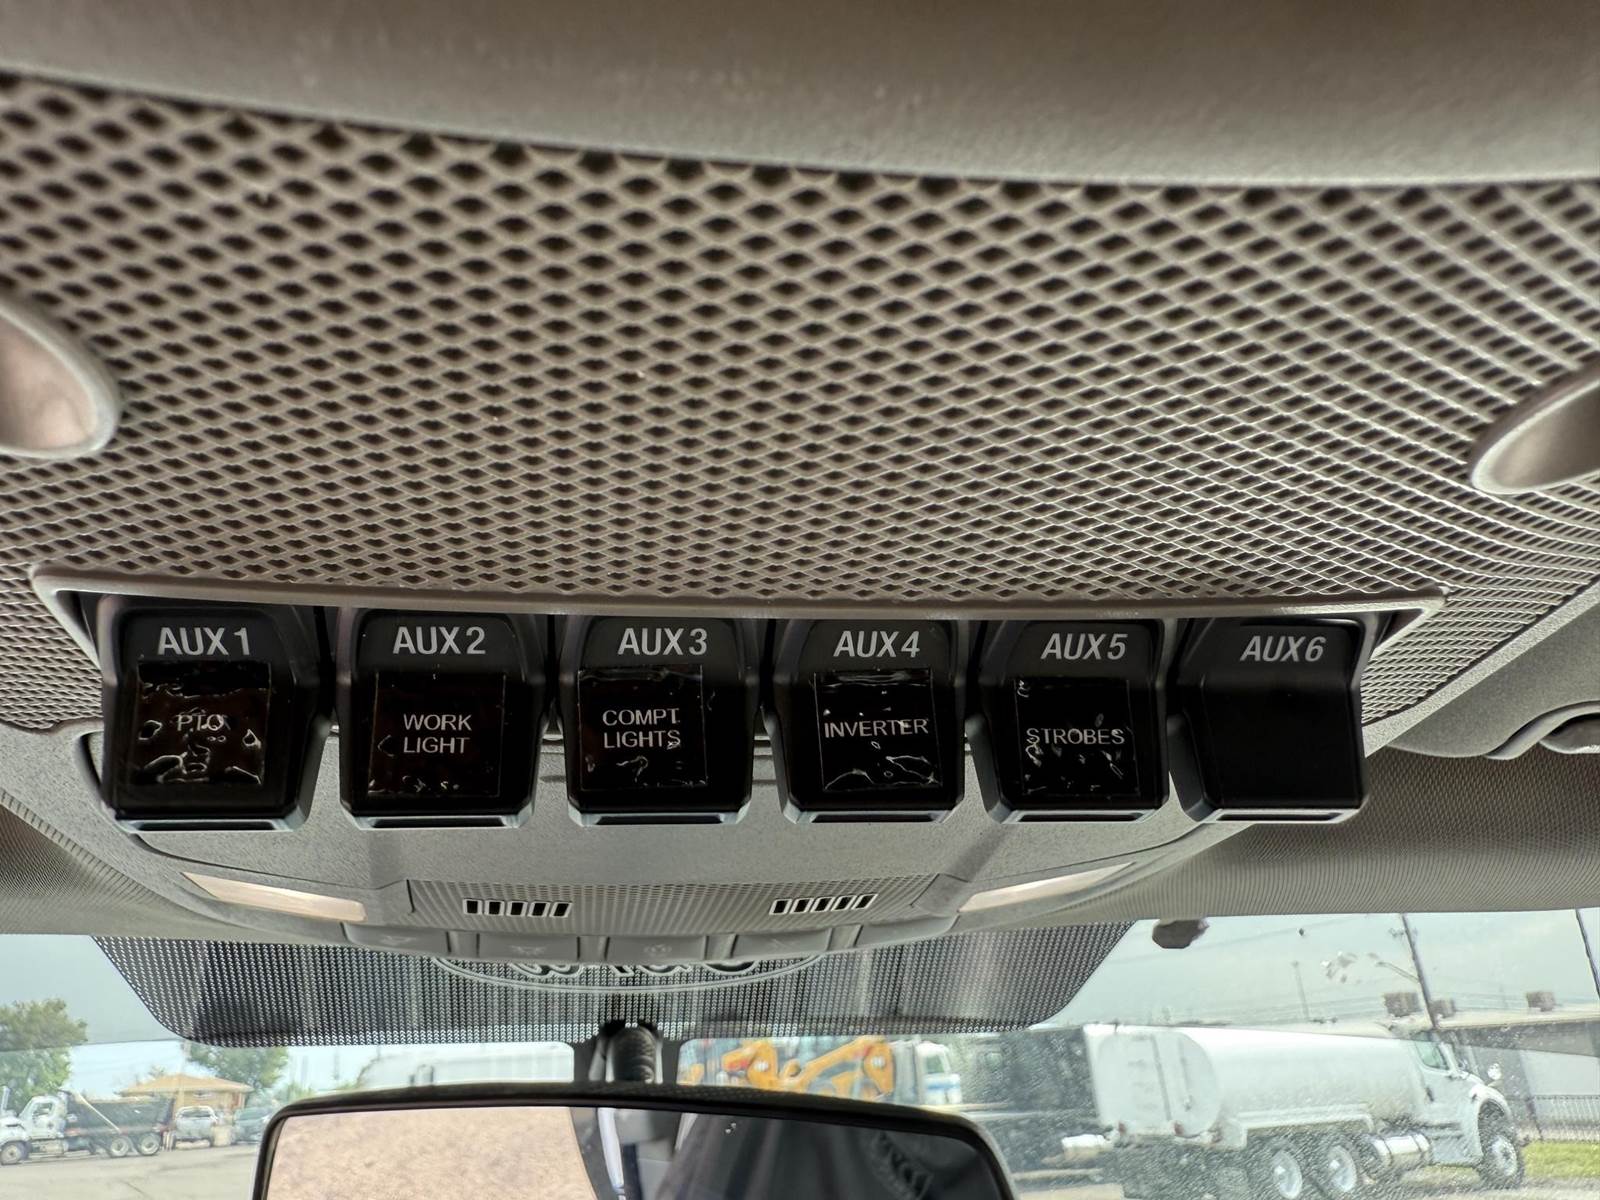 AUX 1
AUX 2
AUX 3
AUX 4
AUX 5
AUX 6
PTO
WORK
LIGHT
COMPT
LIGHTS
INVERTER
STROBES